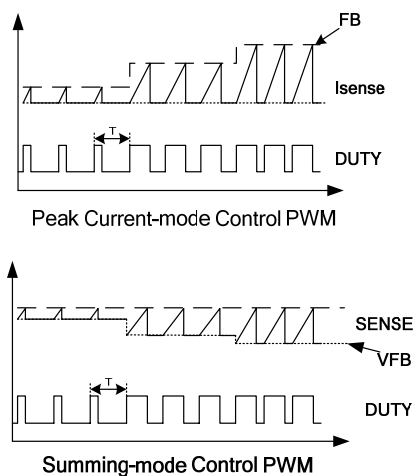 FB
Isense
T
DUTY
Peak Current-mode Control PWM
SENSE
VFB
T
DUTY
Summing-mode Control PWM